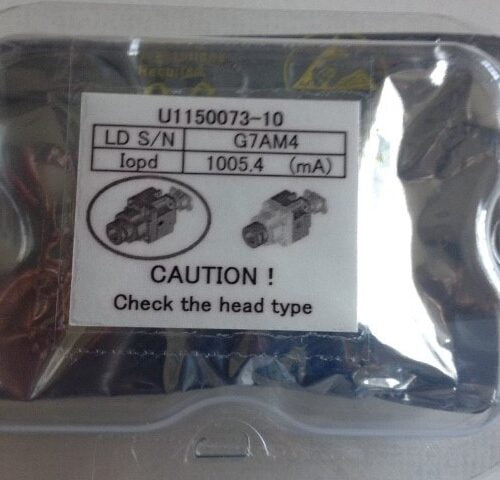 U1150073-10
LD S/N G7AM4
Iopd 1005.4 (mA)
CAUTION !
Check the head type